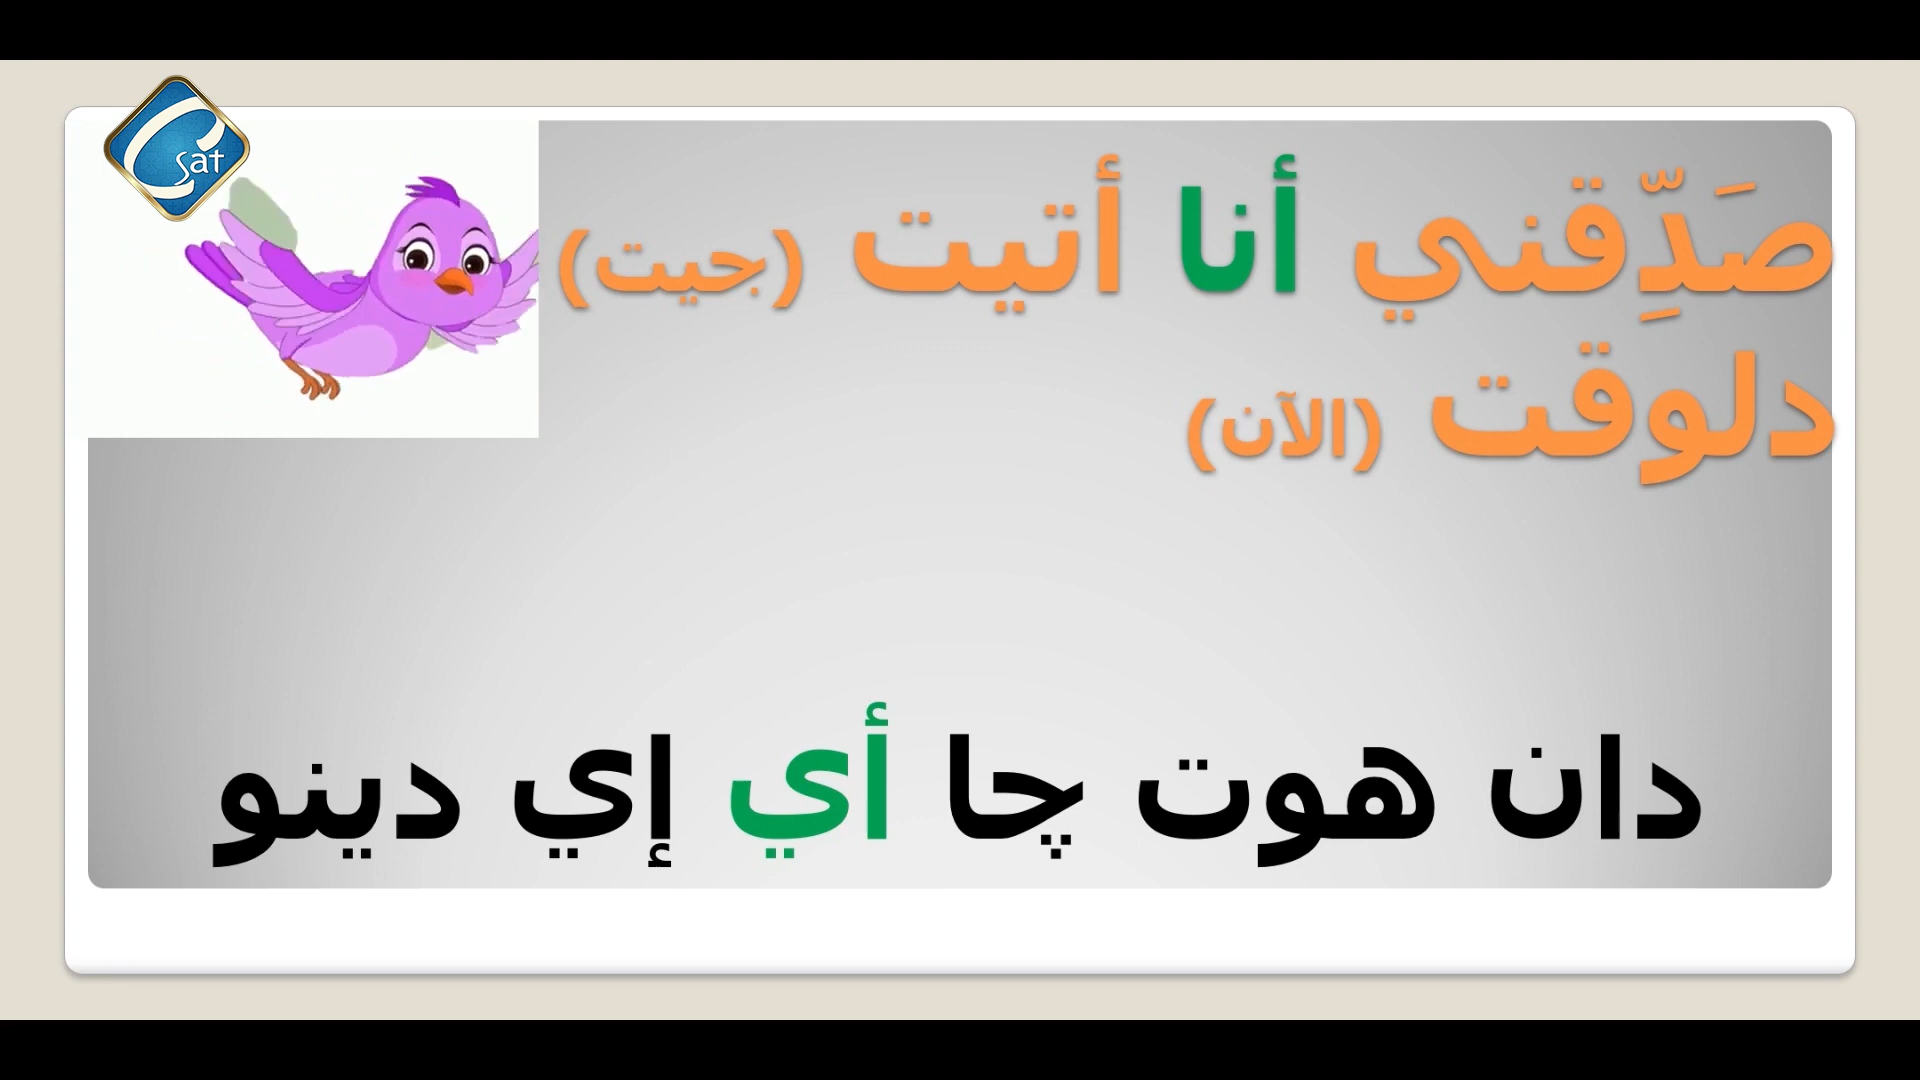 C sat
صَدِّقني أنا أتيت (جيت)
دلوقت (الآن)
دان هوت چا أي إي دينو